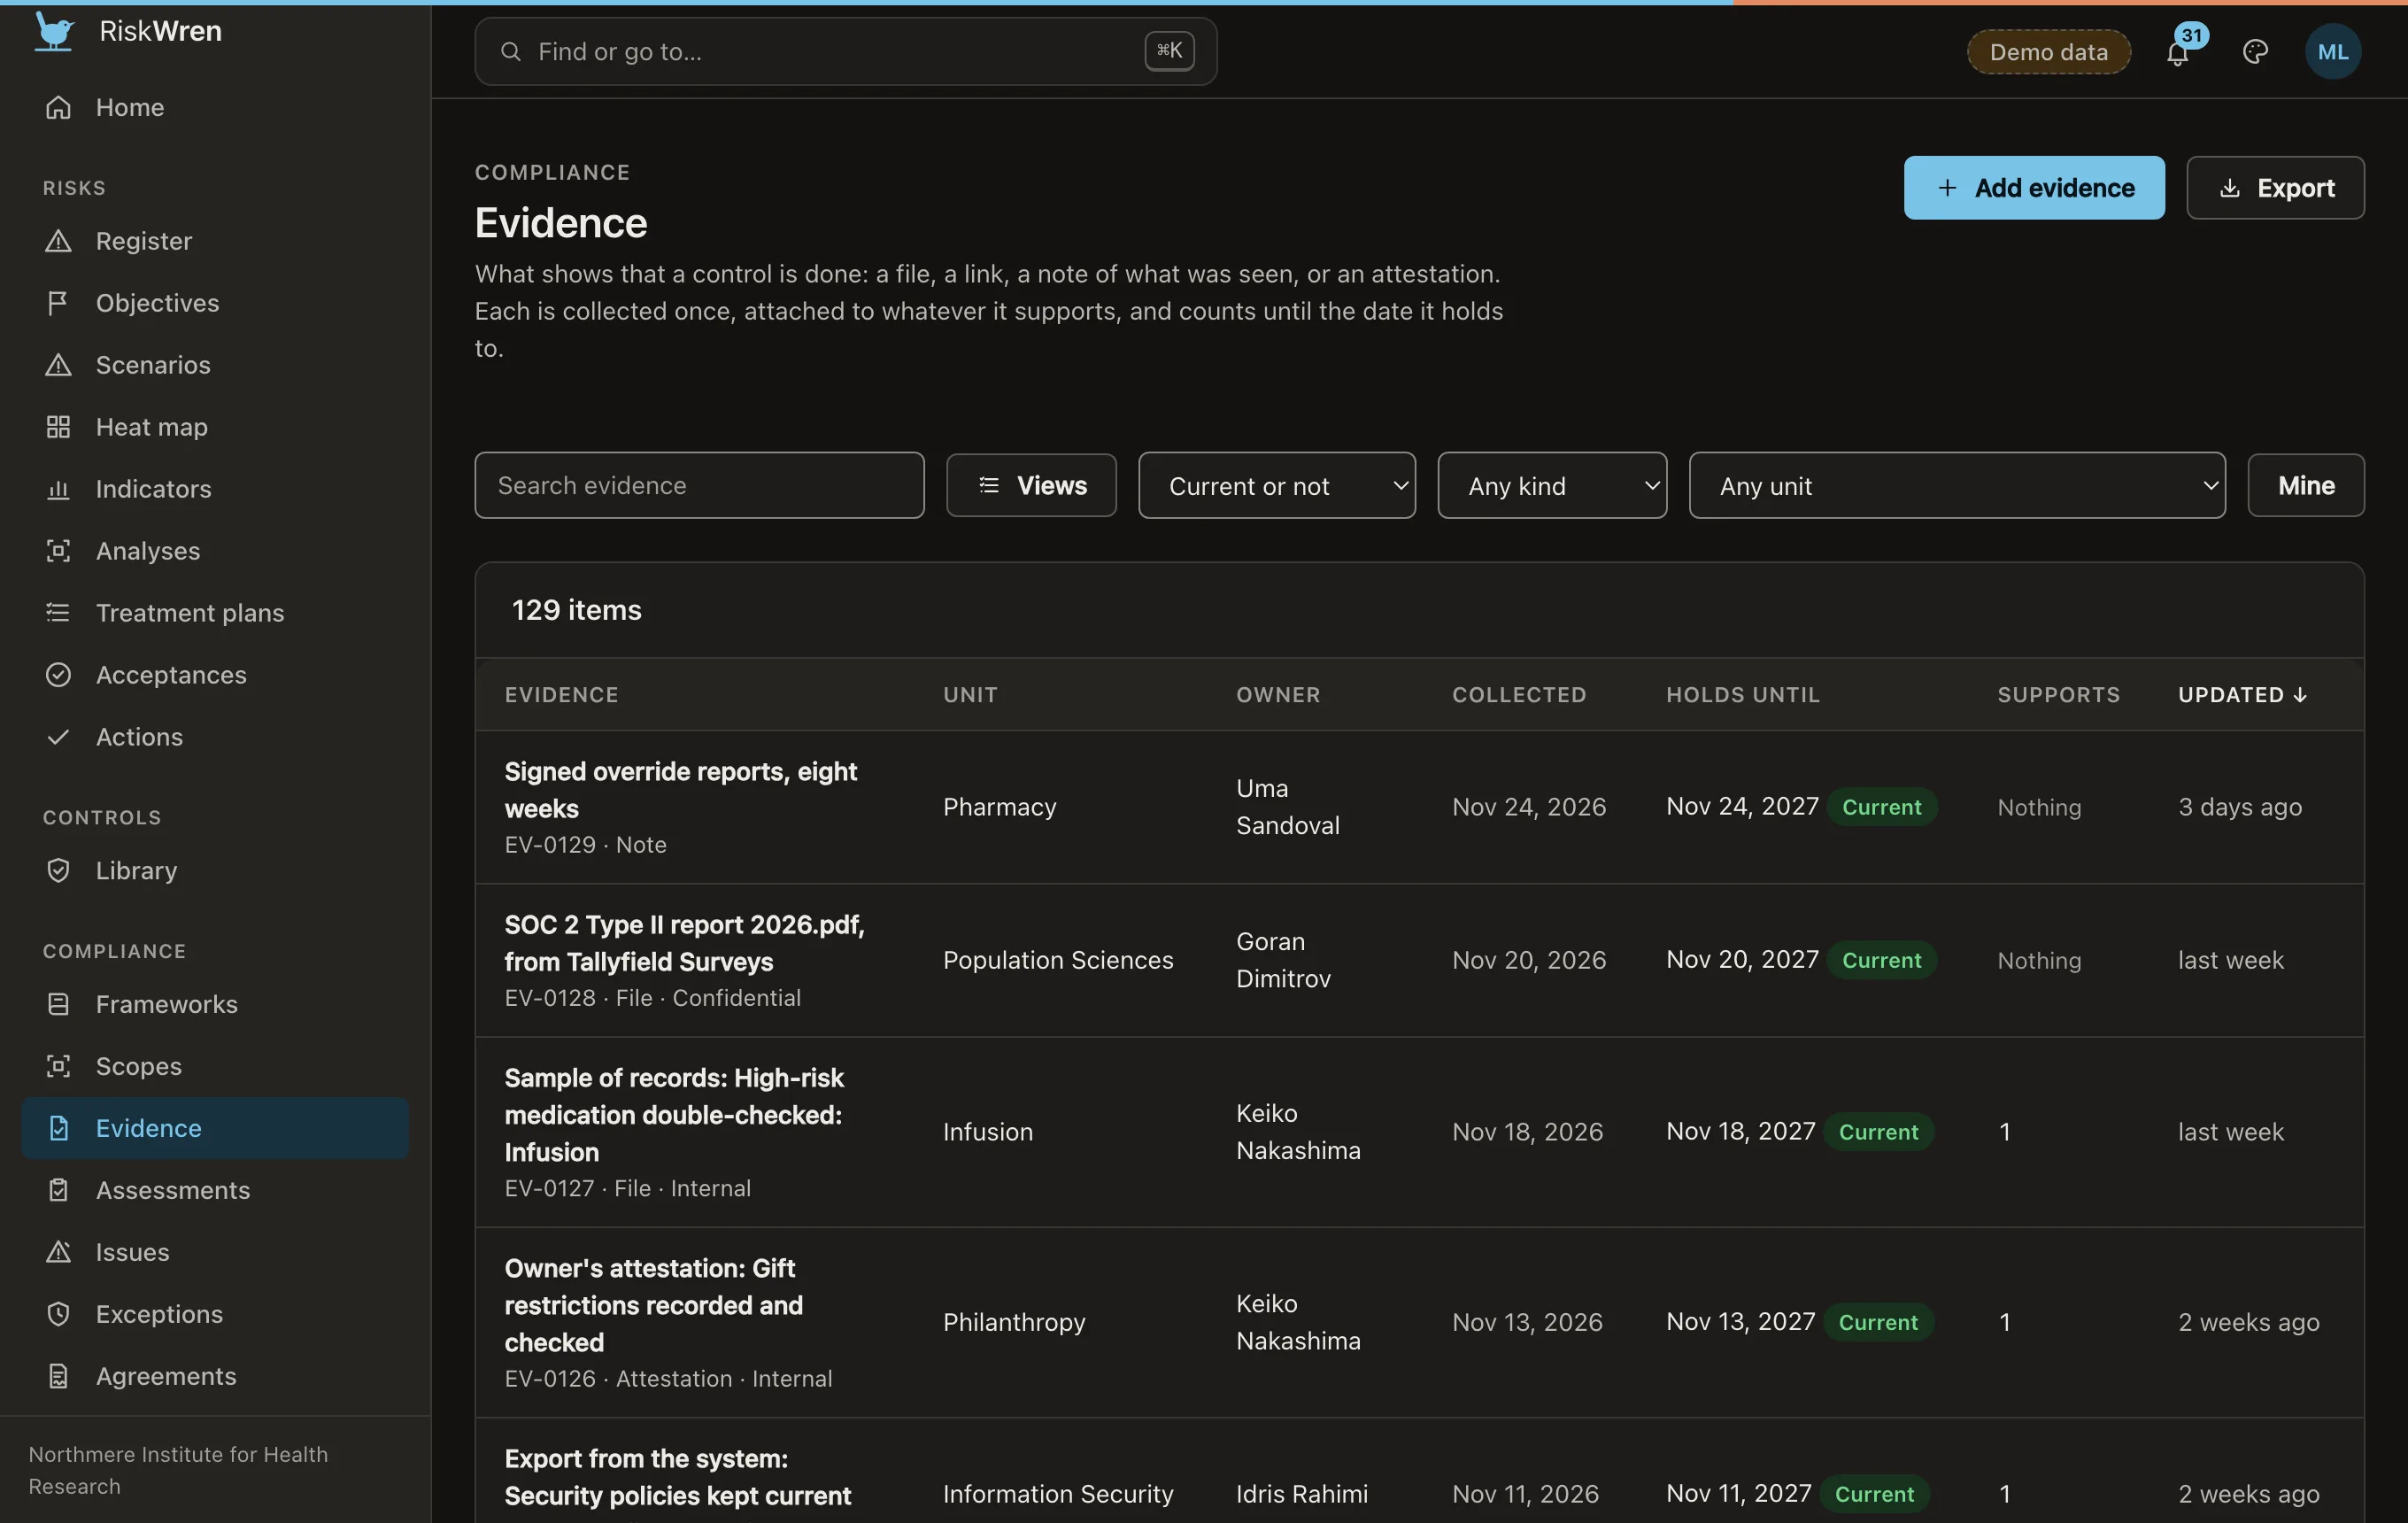 RiskWren
Home
RISKS
Register
Objectives
Scenarios
Heat map
Indicators
Analyses
Treatment plans
Acceptances
Actions
CONTROLS
Library
COMPLIANCE
Frameworks
Scopes
Evidence
Assessments
Issues
Exceptions
Agreements
Northmere Institute for Health
Research
Find or go to... ⌘K
Demo data 31 ML
COMPLIANCE
Evidence
What shows that a control is done: a file, a link, a note of what was seen, or an attestation.
Each is collected once, attached to whatever it supports, and counts until the date it holds
to.
+ Add evidence Export
Search evidence Views Current or not Any kind Any unit Mine
129 items
EVIDENCE UNIT OWNER COLLECTED HOLDS UNTIL SUPPORTS UPDATED ↓
Signed override reports, eight
weeks
EV-0129 · Note
Pharmacy
Uma
Sandoval
Nov 24, 2026 Nov 24, 2027 Current Nothing 3 days ago
SOC 2 Type II report 2026.pdf,
from Tallyfield Surveys
EV-0128 · File · Confidential
Population Sciences
Goran
Dimitrov
Nov 20, 2026 Nov 20, 2027 Current Nothing last week
Sample of records: High-risk
medication double-checked:
Infusion
EV-0127 · File · Internal
Infusion
Keiko
Nakashima
Nov 18, 2026 Nov 18, 2027 Current 1 last week
Owner's attestation: Gift
restrictions recorded and
checked
EV-0126 · Attestation · Internal
Philanthropy
Keiko
Nakashima
Nov 13, 2026 Nov 13, 2027 Current 1 2 weeks ago
Export from the system:
Security policies kept current
Information Security
Idris Rahimi
Nov 11, 2026 Nov 11, 2027 Current 1 2 weeks ago